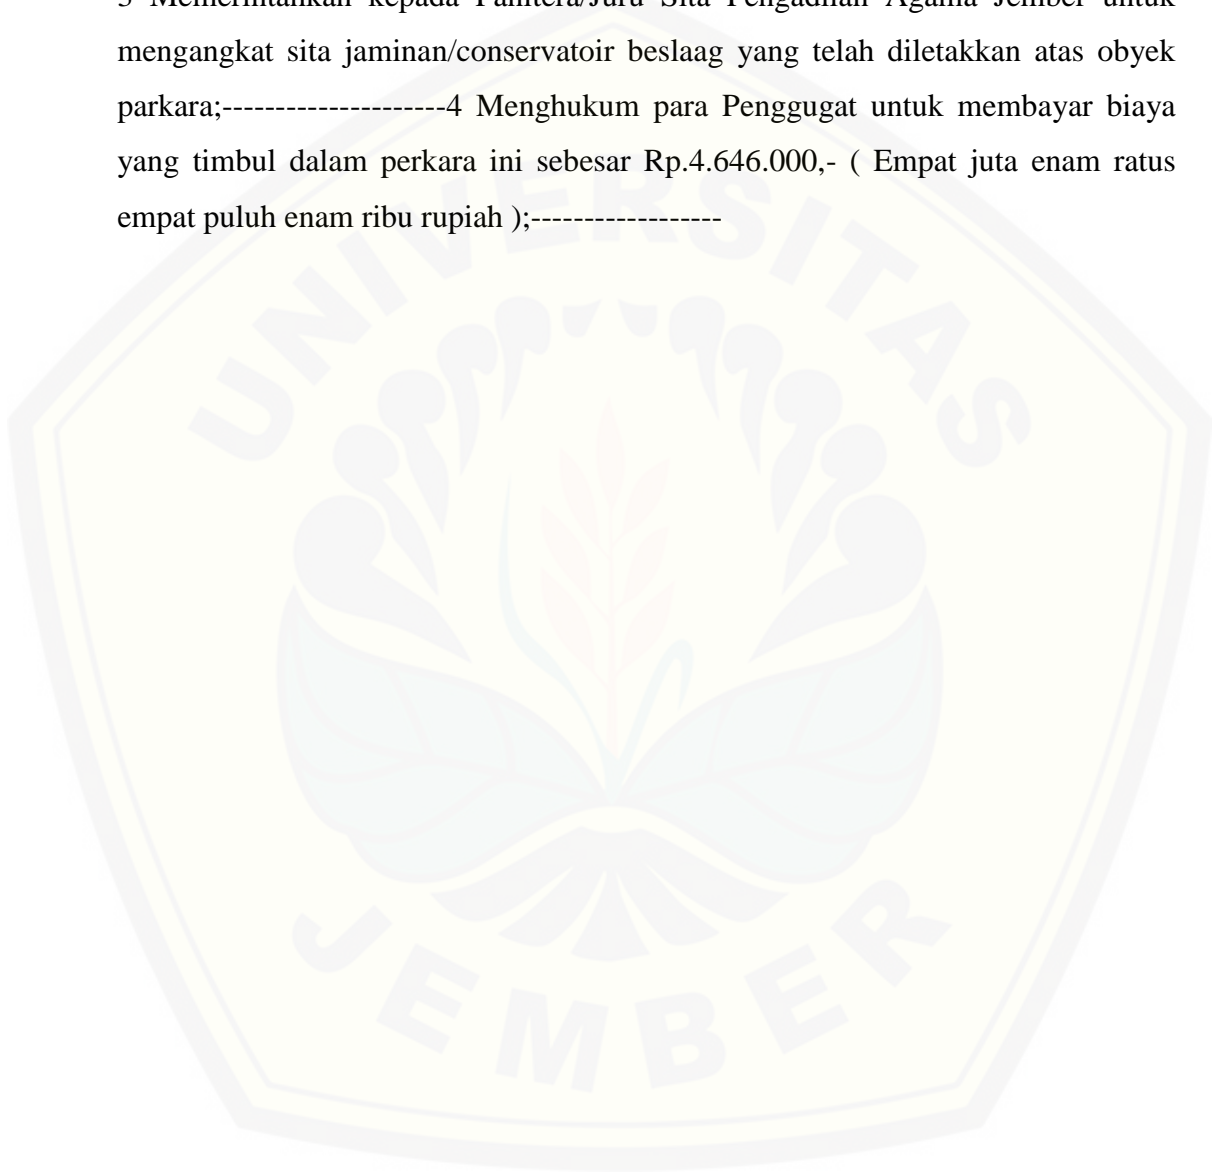 3 Memerintahkan kepada Panitera/Juru Sita Pengadilan Agama Jember untuk
mengangkat sita jaminan/conservatoir beslaag yang telah diletakkan atas obyek
parkara;---------------------4 Menghukum para Penggugat untuk membayar biaya
yang timbul dalam perkara ini sebesar Rp.4.646.000,- ( Empat juta enam ratus
empat puluh enam ribu rupiah );------------------
UNIVERSITAS
JEMBER